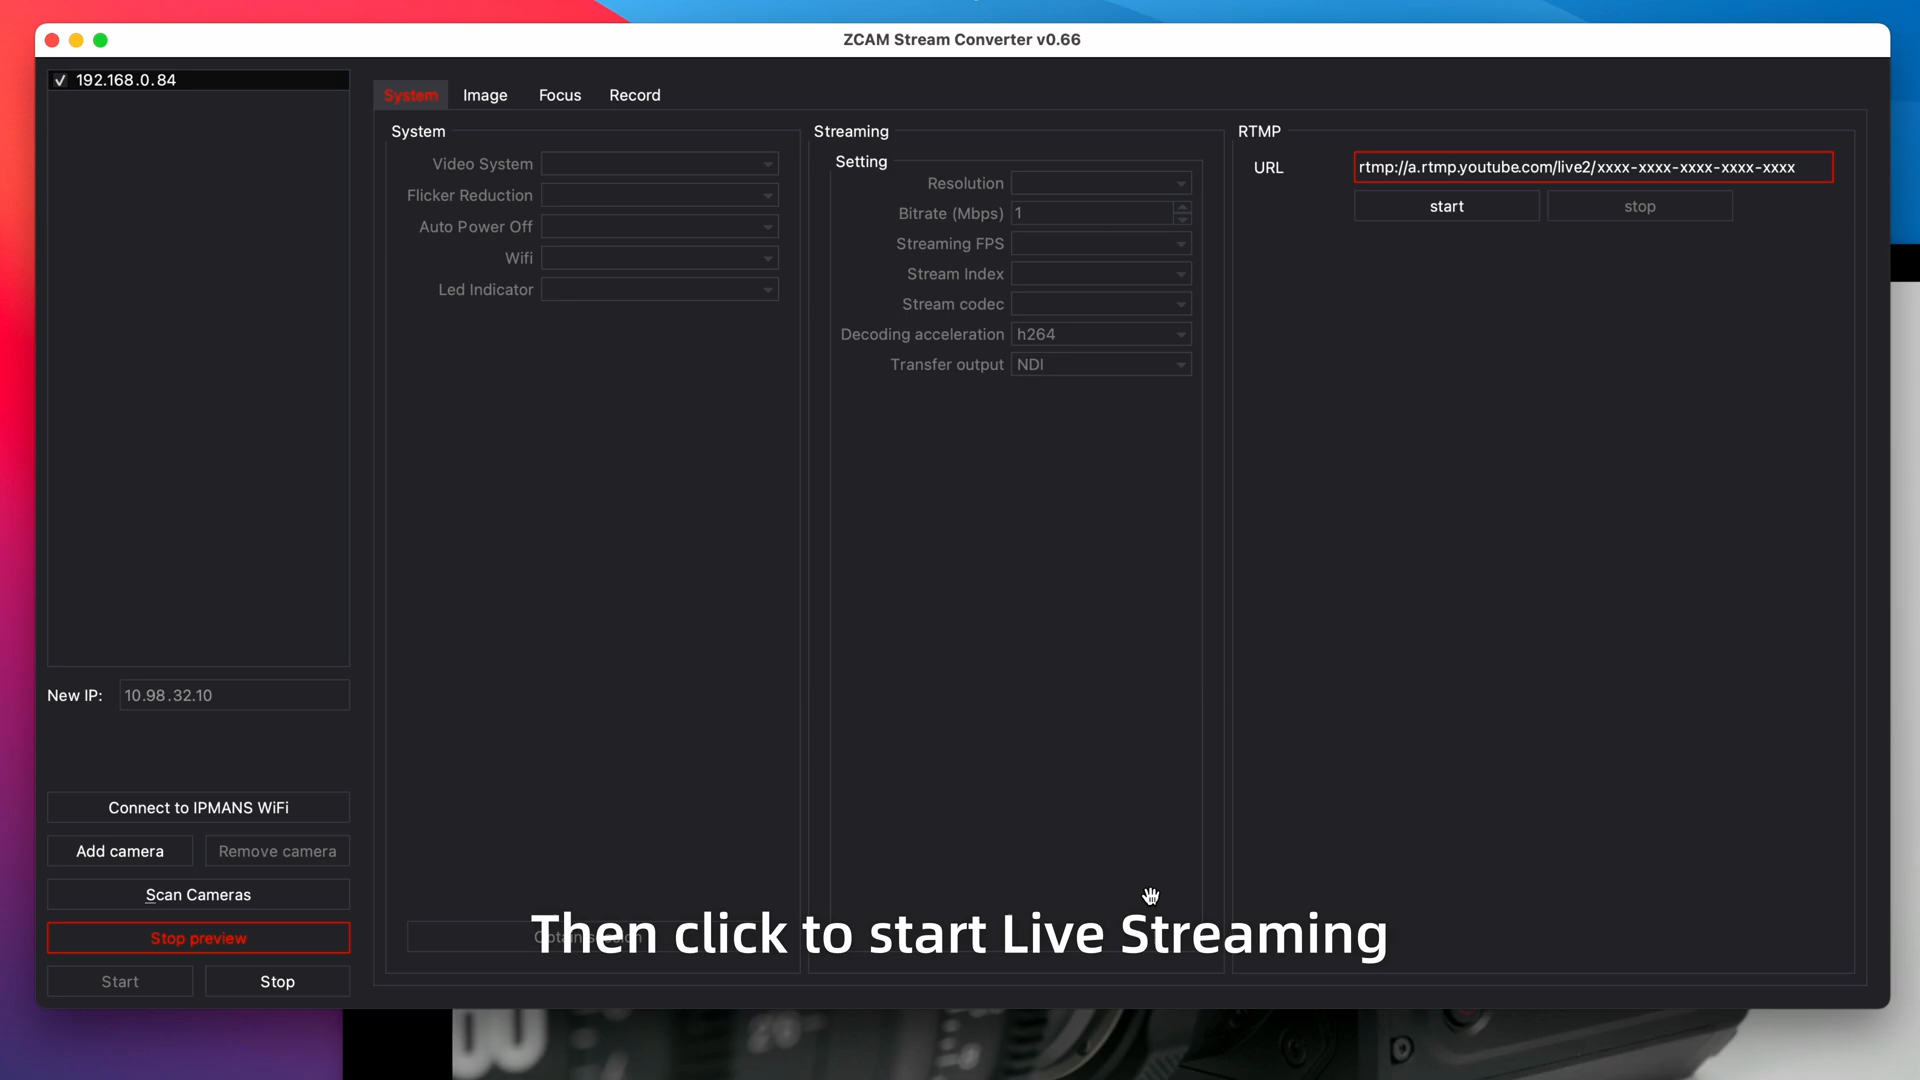 ZCAM Stream Converter v0.66
192.168.0.84
System Image Focus Record
System
Video System
Flicker Reduction
Auto Power Off
Wifi
Led Indicator
Streaming
Setting
Resolution
Bitrate (Mbps) 1
Streaming FPS
Stream Index
Stream codec
Decoding acceleration h264
Transfer output NDI
RTMP
URL rtmp://a.rtmp.youtube.com/live2/xxxx-xxxx-xxxx-xxxx-xxxx
start stop
New IP: 10.98.32.10
Connect to IPMANS WiFi
Add camera Remove camera
Scan Cameras
Stop preview
Start Stop
Then click to start Live Streaming